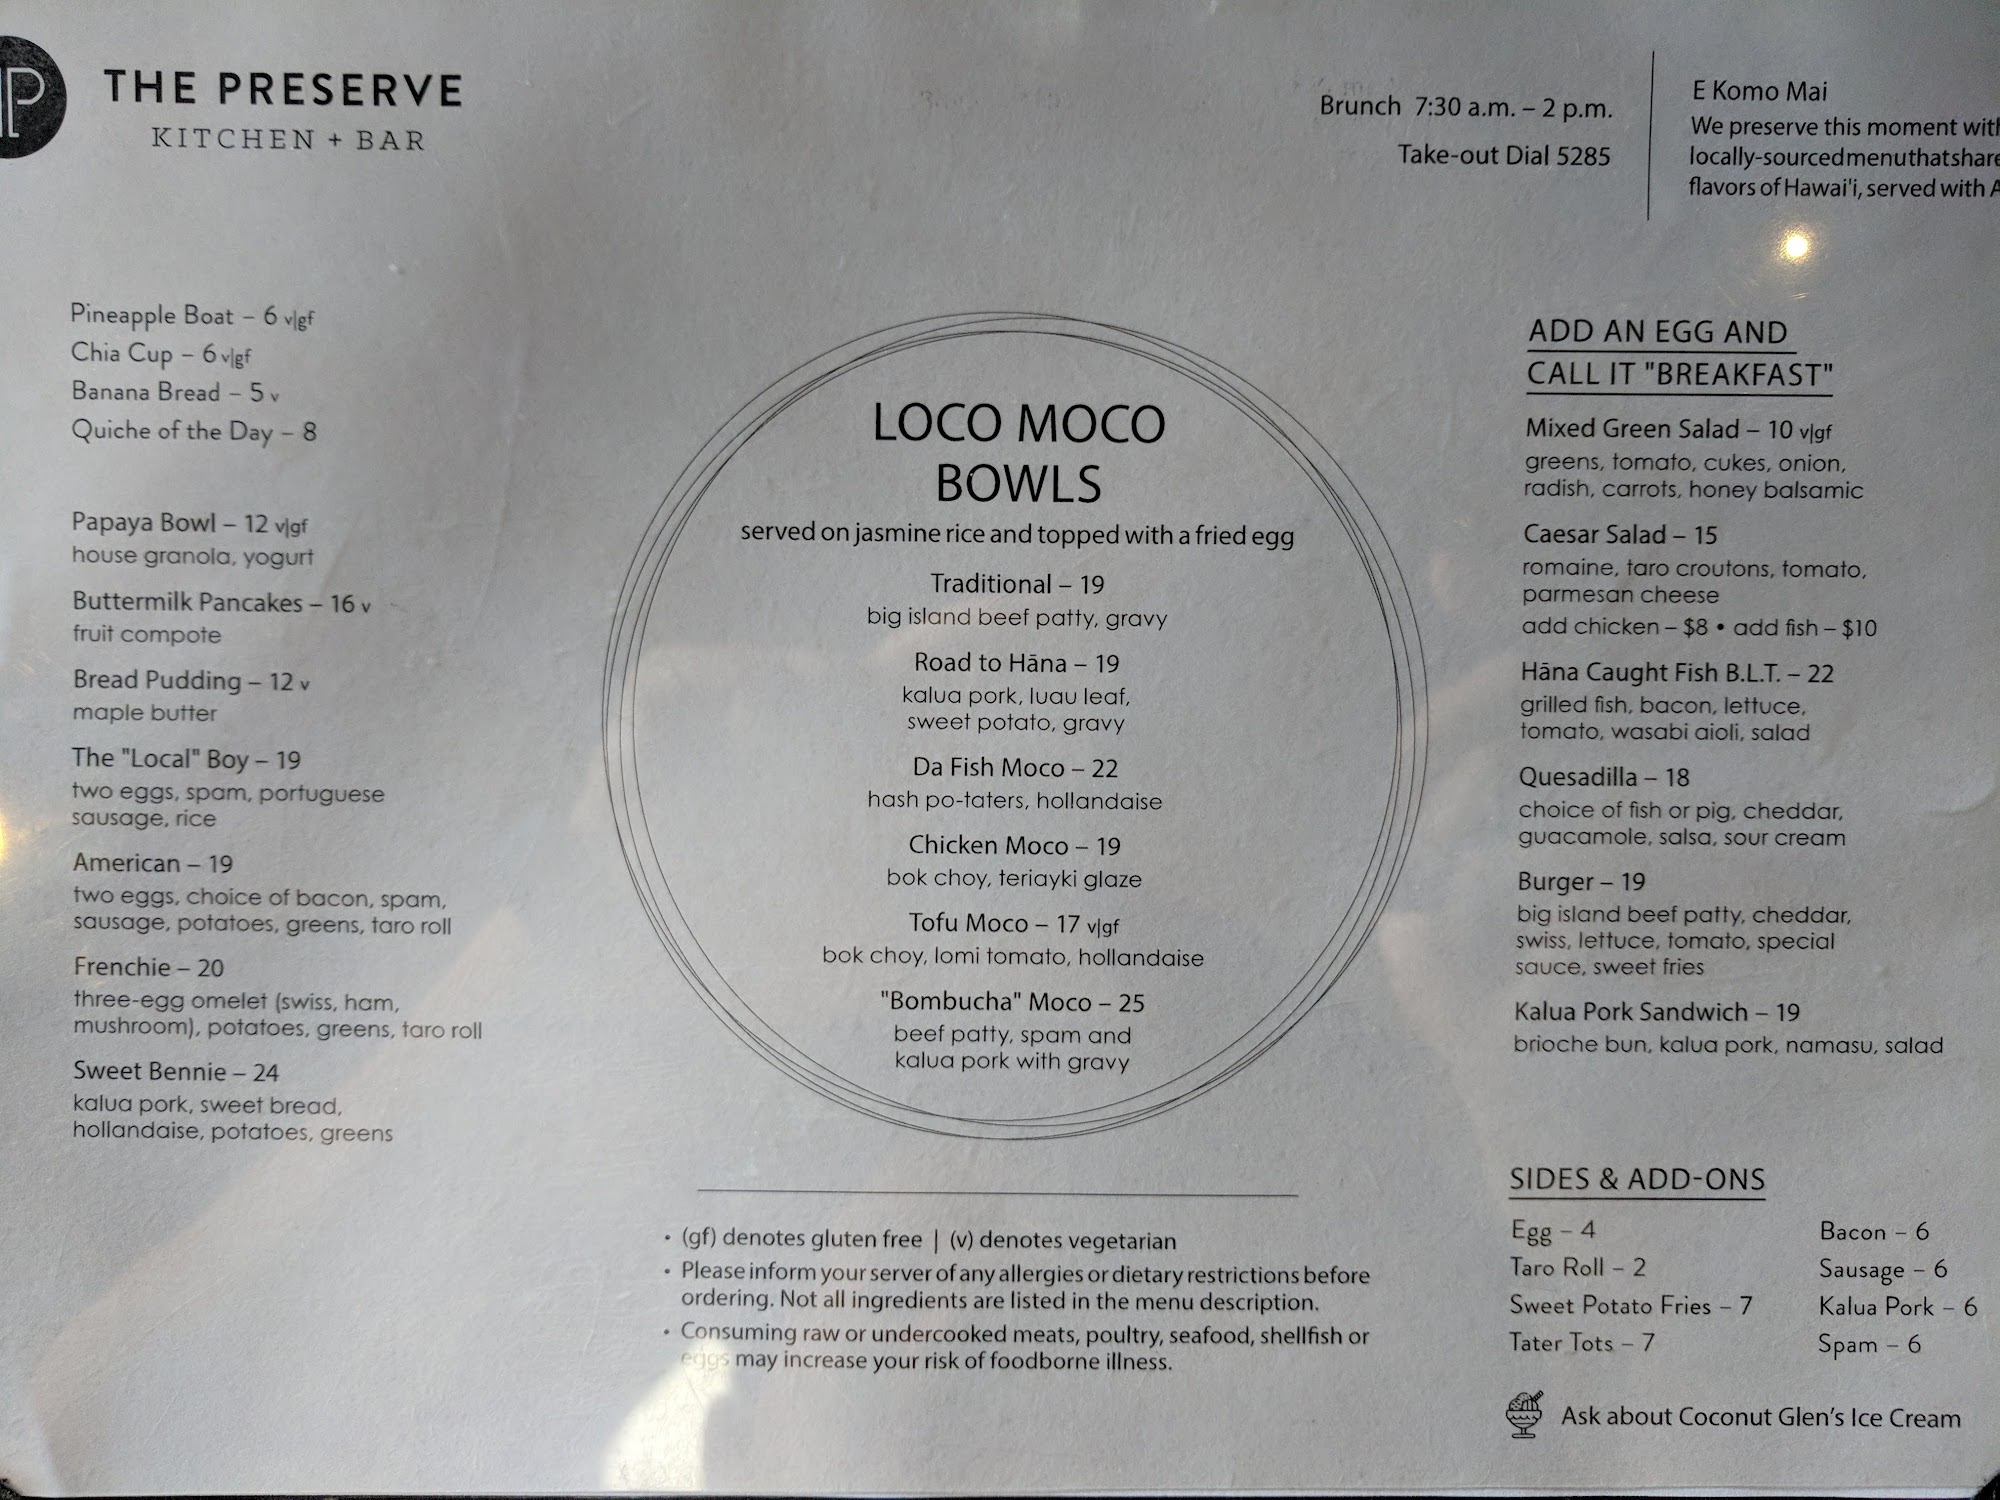 P
THE PRESERVE
KITCHEN + BAR
Brunch 7:30 a.m. – 2 p.m.
Take-out Dial 5285
E Komo Mai
We preserve this moment with
locally-sourced menu that share
flavors of Hawai'i, served with A
Pineapple Boat – 6 v|gf
Chia Cup – 6 v|gf
Banana Bread – 5 v
Quiche of the Day – 8
Papaya Bowl – 12 v|gf
house granola, yogurt
Buttermilk Pancakes – 16 v
fruit compote
Bread Pudding – 12 v
maple butter
The "Local" Boy – 19
two eggs, spam, portuguese
sausage, rice
American – 19
two eggs, choice of bacon, spam,
sausage, potatoes, greens, taro roll
Frenchie – 20
three-egg omelet (swiss, ham,
mushroom), potatoes, greens, taro roll
Sweet Bennie – 24
kalua pork, sweet bread,
hollandaise, potatoes, greens
LOCO MOCO
BOWLS
served on jasmine rice and topped with a fried egg
Traditional – 19
big island beef patty, gravy
Road to Hāna – 19
kalua pork, luau leaf,
sweet potato, gravy
Da Fish Moco – 22
hash po-taters, hollandaise
Chicken Moco – 19
bok choy, teriayki glaze
Tofu Moco – 17 v|gf
bok choy, lomi tomato, hollandaise
"Bombucha" Moco – 25
beef patty, spam and
kalua pork with gravy
• (gf) denotes gluten free | (v) denotes vegetarian
• Please inform your server of any allergies or dietary restrictions before
ordering. Not all ingredients are listed in the menu description.
• Consuming raw or undercooked meats, poultry, seafood, shellfish or
eggs may increase your risk of foodborne illness.
ADD AN EGG AND
CALL IT "BREAKFAST"
Mixed Green Salad – 10 v|gf
greens, tomato, cukes, onion,
radish, carrots, honey balsamic
Caesar Salad – 15
romaine, taro croutons, tomato,
parmesan cheese
add chicken – $8 • add fish – $10
Hāna Caught Fish B.L.T. – 22
grilled fish, bacon, lettuce,
tomato, wasabi aioli, salad
Quesadilla – 18
choice of fish or pig, cheddar,
guacamole, salsa, sour cream
Burger – 19
big island beef patty, cheddar,
swiss, lettuce, tomato, special
sauce, sweet fries
Kalua Pork Sandwich – 19
brioche bun, kalua pork, namasu, salad
SIDES & ADD-ONS
Egg – 4
Taro Roll – 2
Sweet Potato Fries – 7
Tater Tots – 7
Bacon – 6
Sausage – 6
Kalua Pork – 6
Spam – 6
Ask about Coconut Glen's Ice Cream